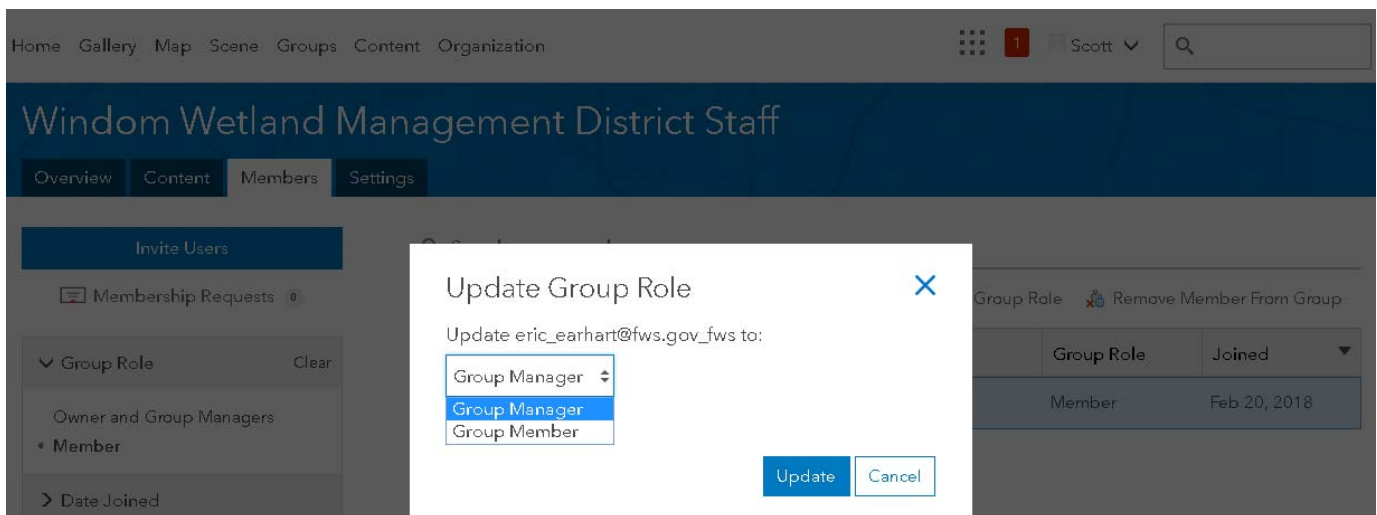 Home Gallery Map Scene Groups Content Organization 1 Scott
Windom Wetland Management District Staff
Overview Content Members Settings
Invite Users
Membership Requests 0
Group Role Clear
Owner and Group Managers
• Member
Date Joined
Update Group Role
Update eric_earhart@fws.gov_fws to:
Group Manager
Group Manager
Group Member
Update Cancel
Group Role Remove Member From Group
Group Role Joined
Member Feb 20, 2018